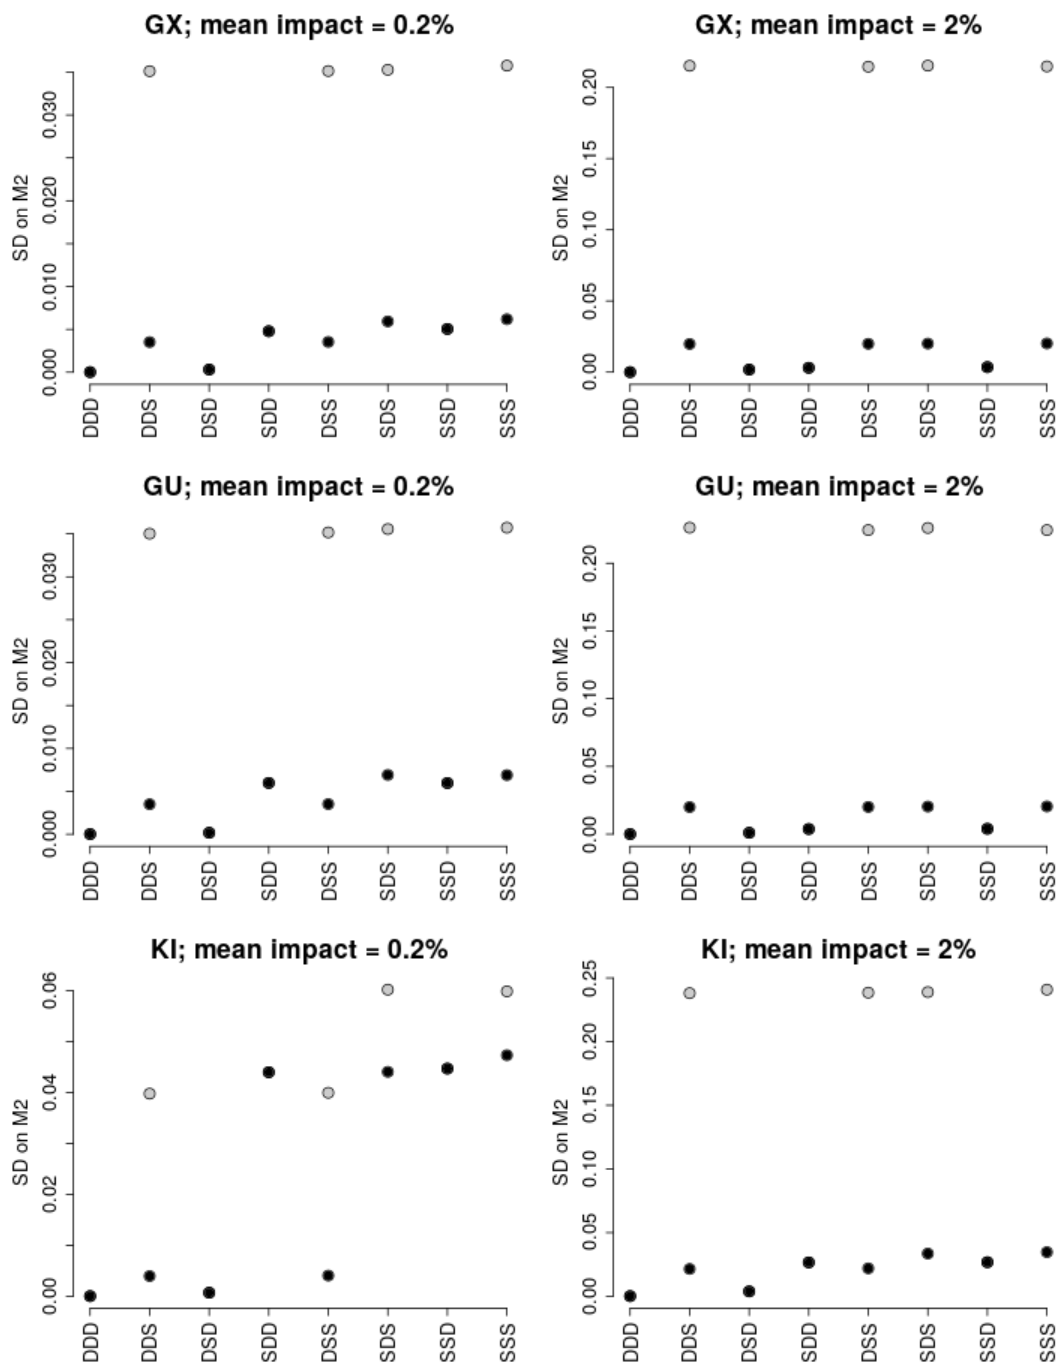 GX; mean impact = 0.2%
SD on M2
0.030
0.020
0.010
0.000
DDD DDS DSD SDD DSS SDS SSD SSS
GX; mean impact = 2%
SD on M2
0.20
0.15
0.10
0.05
0.00
DDD DDS DSD SDD DSS SDS SSD SSS
GU; mean impact = 0.2%
SD on M2
0.030
0.020
0.010
0.000
DDD DDS DSD SDD DSS SDS SSD SSS
GU; mean impact = 2%
SD on M2
0.20
0.15
0.10
0.05
0.00
DDD DDS DSD SDD DSS SDS SSD SSS
KI; mean impact = 0.2%
SD on M2
0.06
0.04
0.02
0.00
DDD DDS DSD SDD DSS SDS SSD SSS
KI; mean impact = 2%
SD on M2
0.25
0.20
0.15
0.10
0.05
0.00
DDD DDS DSD SDD DSS SDS SSD SSS